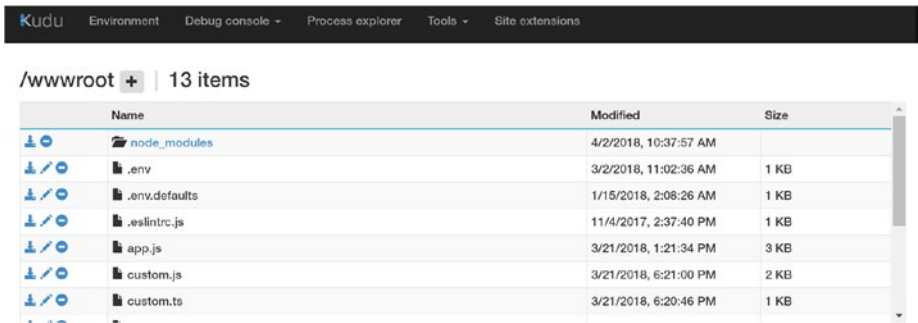 Kudu Environment Debug console Process explorer Tools Site extensions
/wwwroot + 13 items
Name Modified Size
node_modules 4/2/2018, 10:37:57 AM
.env 3/2/2018, 11:02:36 AM 1 KB
.env.defaults 1/15/2018, 2:08:26 AM 1 KB
.eslintrc.js 11/4/2017, 2:37:40 PM 1 KB
app.js 3/21/2018, 1:21:34 PM 3 KB
custom.js 3/21/2018, 6:21:00 PM 2 KB
custom.ts 3/21/2018, 6:20:46 PM 1 KB